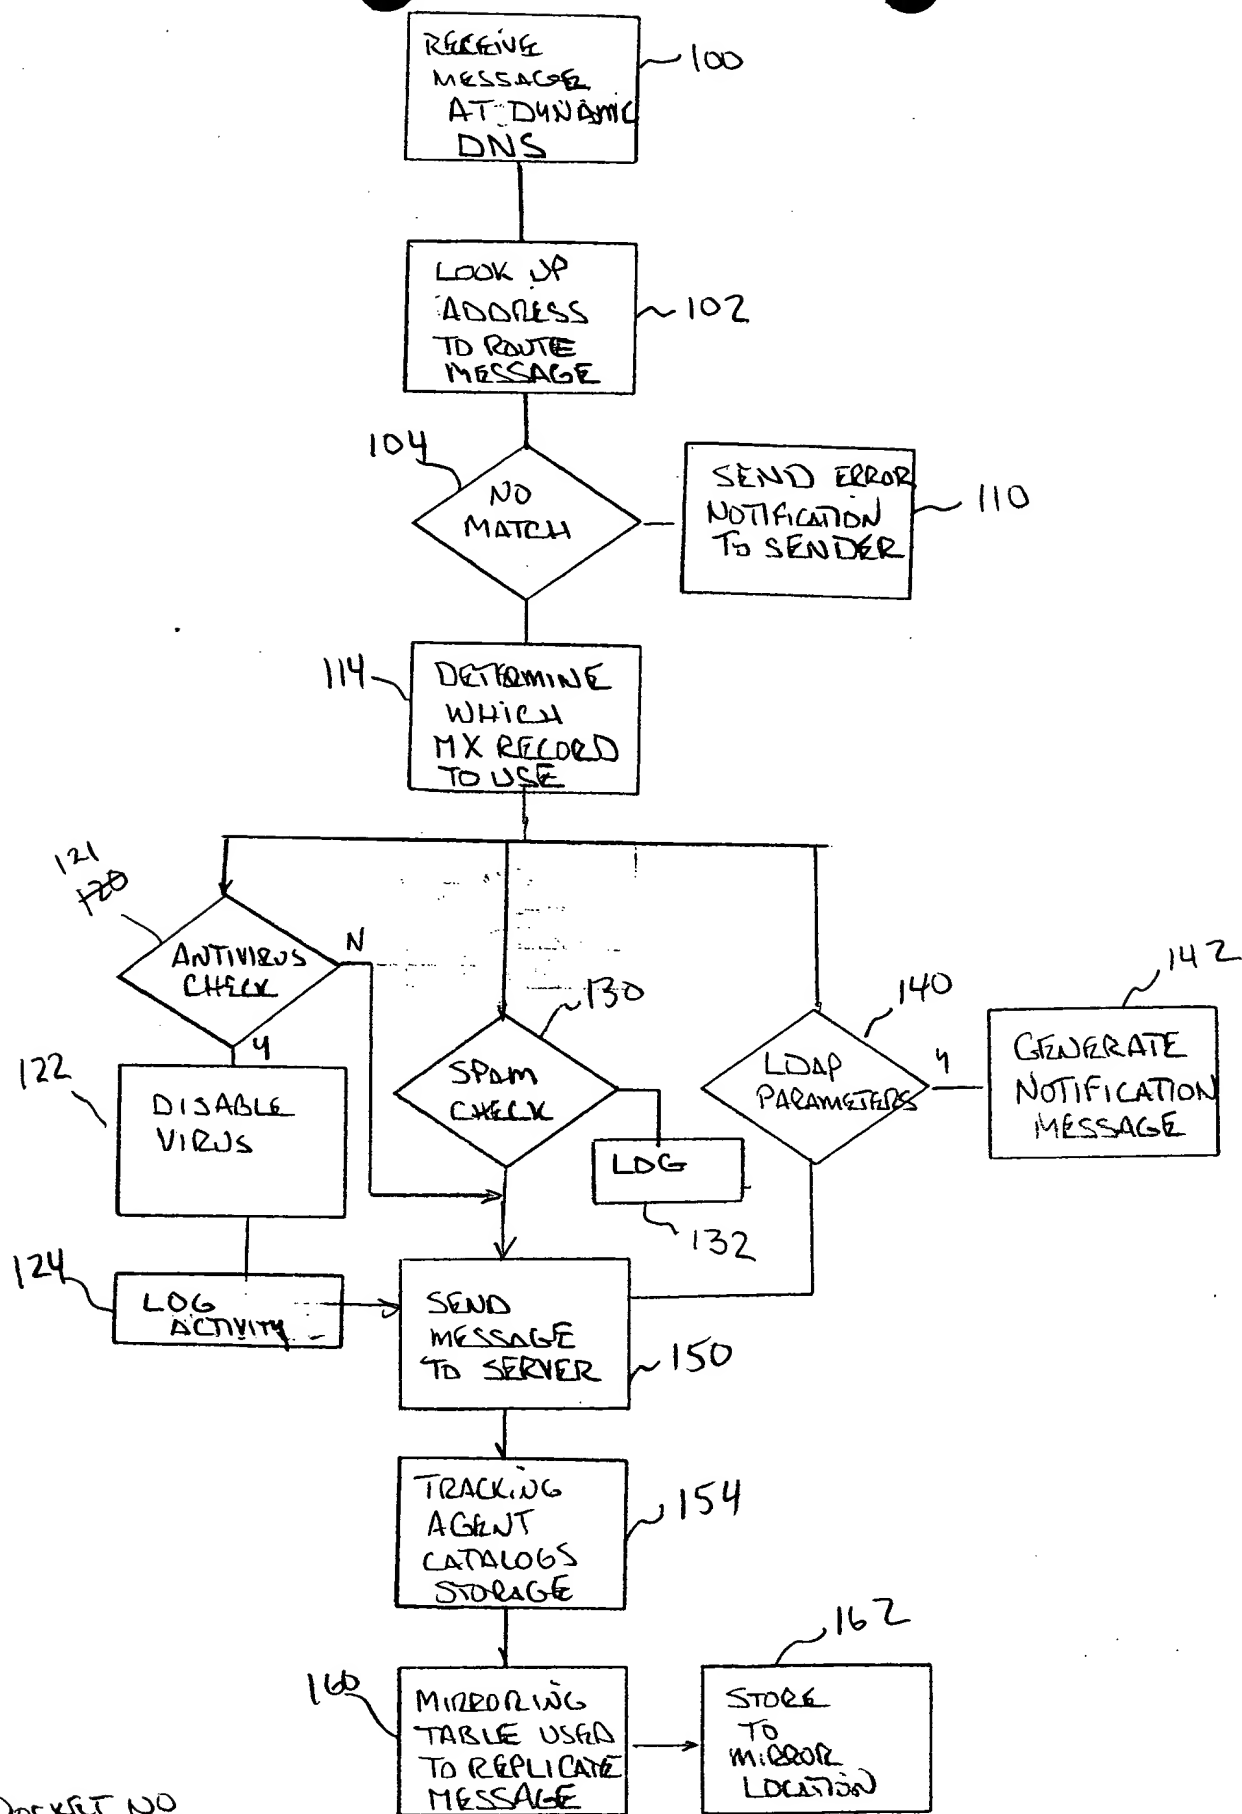 RECEIVE
MESSAGE
AT DYNAMIC
DNS
100
LOOK UP
ADDRESS
TO ROUTE
MESSAGE
102
104
NO
MATCH
SEND ERROR
NOTIFICATION
TO SENDER
110
114
DETERMINE
WHICH
MX RECORD
TO USE
121
120
ANTIVIRUS
CHECK
N
Y
130
SPAM
CHECK
140
LDAP
PARAMETERS
Y
142
GENERATE
NOTIFICATION
MESSAGE
122
DISABLE
VIRUS
LOG
132
124
LOG
ACTIVITY
SEND
MESSAGE
TO SERVER
150
TRACKING
AGENT
CATALOGS
STORAGE
154
160
MIRRORING
TABLE USED
TO REPLICATE
MESSAGE
162
STORE
TO
MIRROR
LOCATION
DOCKET NO